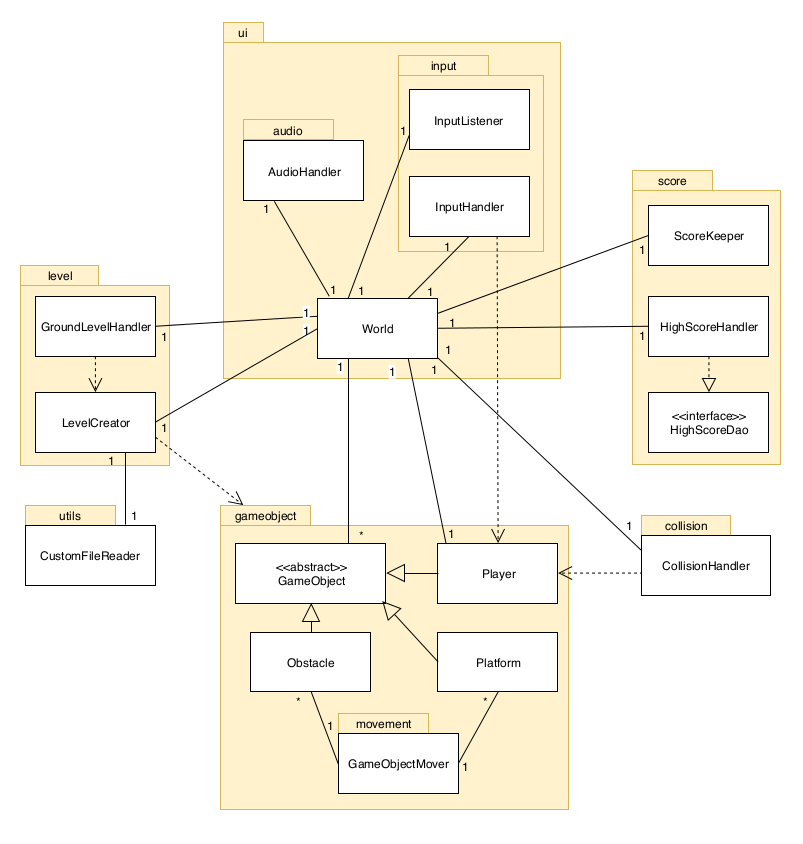 ui
input
InputListener
1
audio
AudioHandler
1
InputHandler
1
score
ScoreKeeper
1
level
GroundLevelHandler
1
1
1
1
1
1
World
1
HighScoreHandler
1
1
1
1
1
LevelCreator
1
1
<<interface>>
HighScoreDao
utils
1
CustomFileReader
gameobject
*
1
1
collision
CollisionHandler
<<abstract>>
GameObject
Player
Obstacle
Platform
*
*
movement
1
GameObjectMover
1